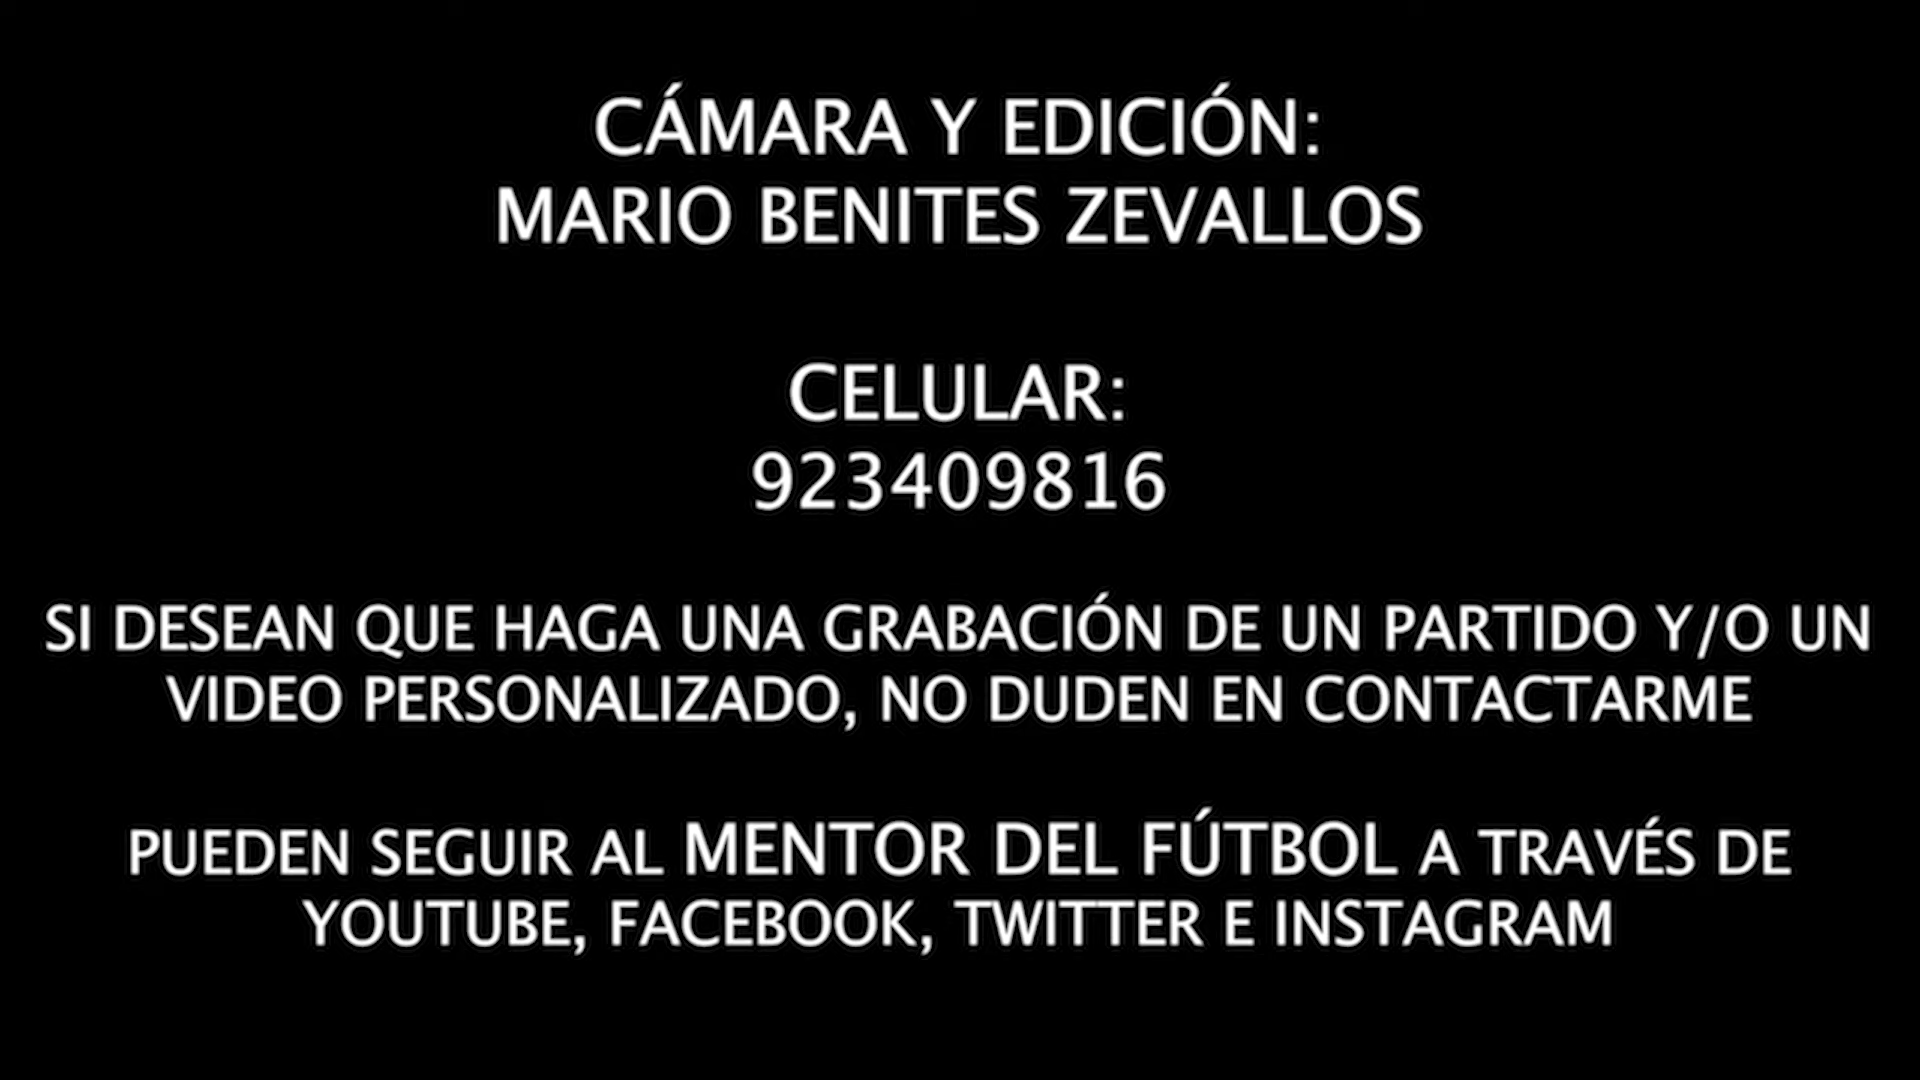 CÁMARA Y EDICIÓN:
MARIO BENITES ZEVALLOS
CELULAR:
923409816
SI DESEAN QUE HAGA UNA GRABACIÓN DE UN PARTIDO Y/O UN
VIDEO PERSONALIZADO, NO DUDEN EN CONTACTARME
PUEDEN SEGUIR AL MENTOR DEL FÚTBOL A TRAVÉS DE
YOUTUBE, FACEBOOK, TWITTER E INSTAGRAM